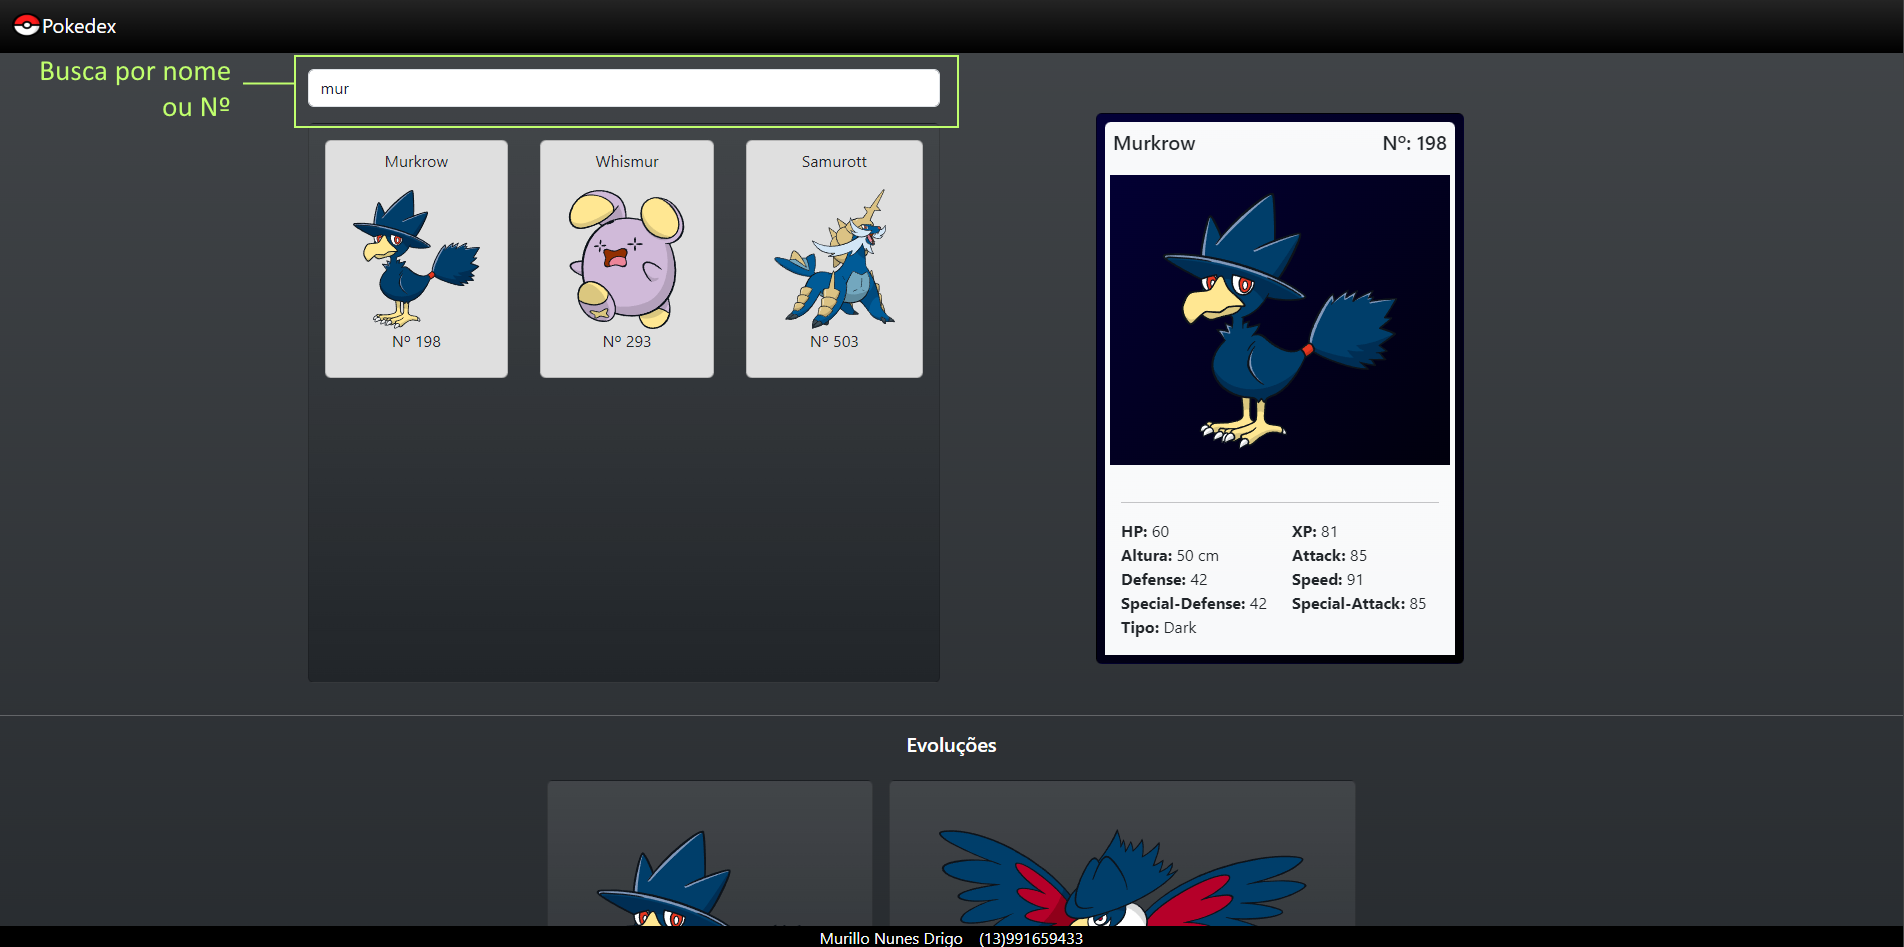 Pokedex
Busca por nome
ou Nº
mur
Murkrow
Nº 198
Whismur
Nº 293
Samurott
Nº 503
Murkrow Nº: 198
HP: 60 XP: 81
Altura: 50 cm Attack: 85
Defense: 42 Speed: 91
Special-Defense: 42 Special-Attack: 85
Tipo: Dark
Evoluções
Murillo Nunes Drigo (13)991659433